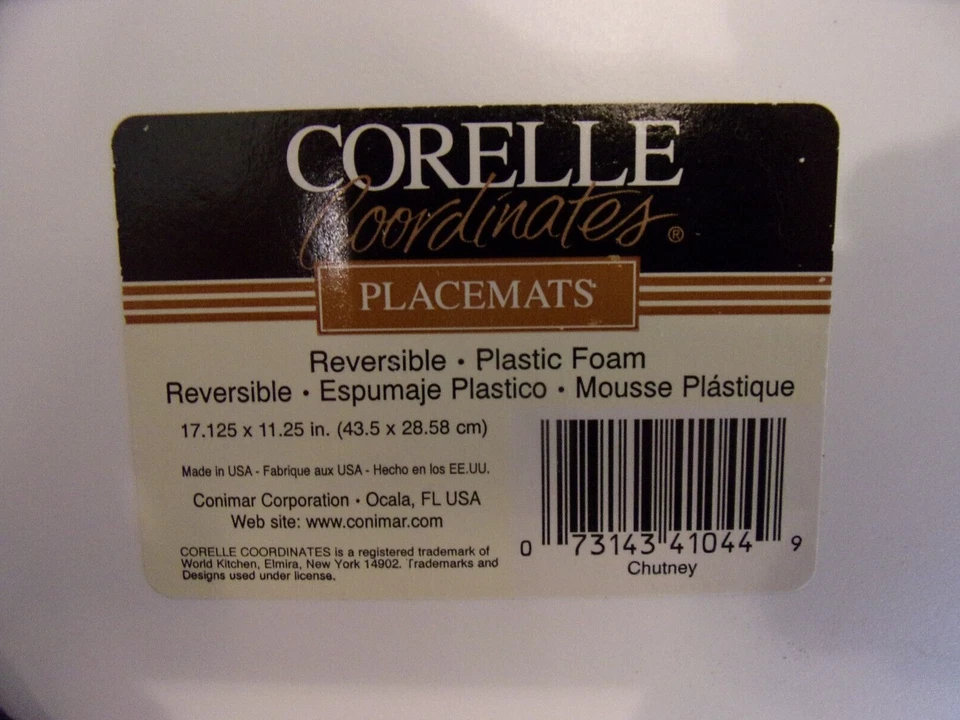 CORELLE
Coordinates®
PLACEMATS
Reversible • Plastic Foam
Reversible • Espumaje Plastico • Mousse Plástique
17.125 x 11.25 in. (43.5 x 28.58 cm)
Made in USA - Fabrique aux USA - Hecho en los EE.UU.
Conimar Corporation • Ocala, FL USA
Web site: www.conimar.com
CORELLE COORDINATES is a registered trademark of
World Kitchen, Elmira, New York 14902. Trademarks and
Designs used under license.
0 73143 41044 9
Chutney